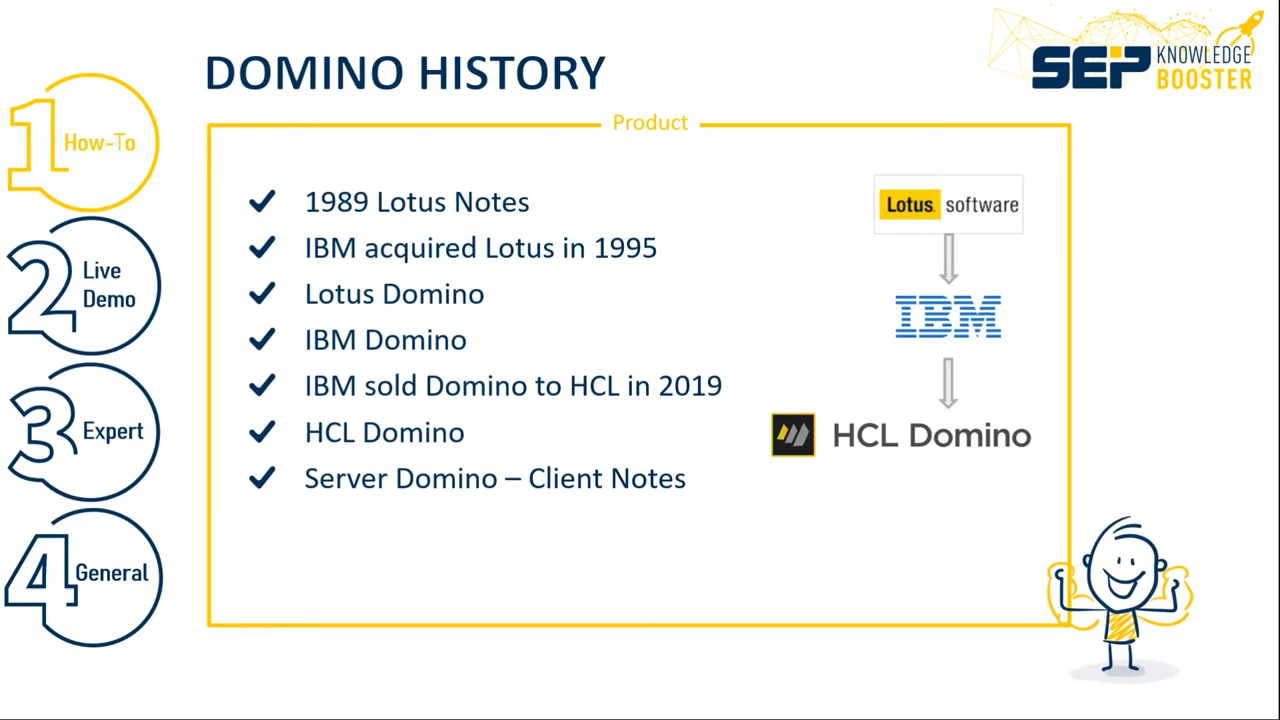 DOMINO HISTORY
SEP KNOWLEDGE
BOOSTER
1 How-To
2 Live
Demo
3 Expert
4 General
Product
✔ 1989 Lotus Notes
✔ IBM acquired Lotus in 1995
✔ Lotus Domino
✔ IBM Domino
✔ IBM sold Domino to HCL in 2019
✔ HCL Domino
✔ Server Domino – Client Notes
Lotus. software
IBM
HCL Domino